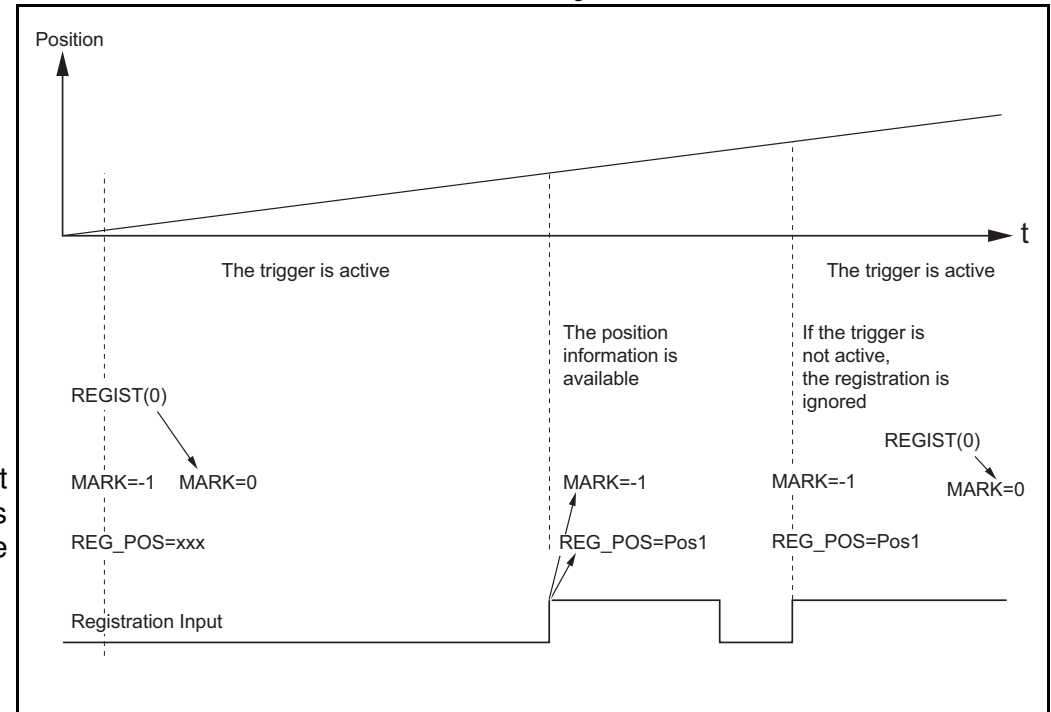 g
Position
t
The trigger is active
The trigger is active
The position
information is
available
If the trigger is
not active,
the registration is
ignored
REGIST(0)
REGIST(0)
t
MARK=-1
MARK=0
MARK=-1
MARK=-1
MARK=0
s
e
REG_POS=xxx
REG_POS=Pos1
REG_POS=Pos1
Registration Input